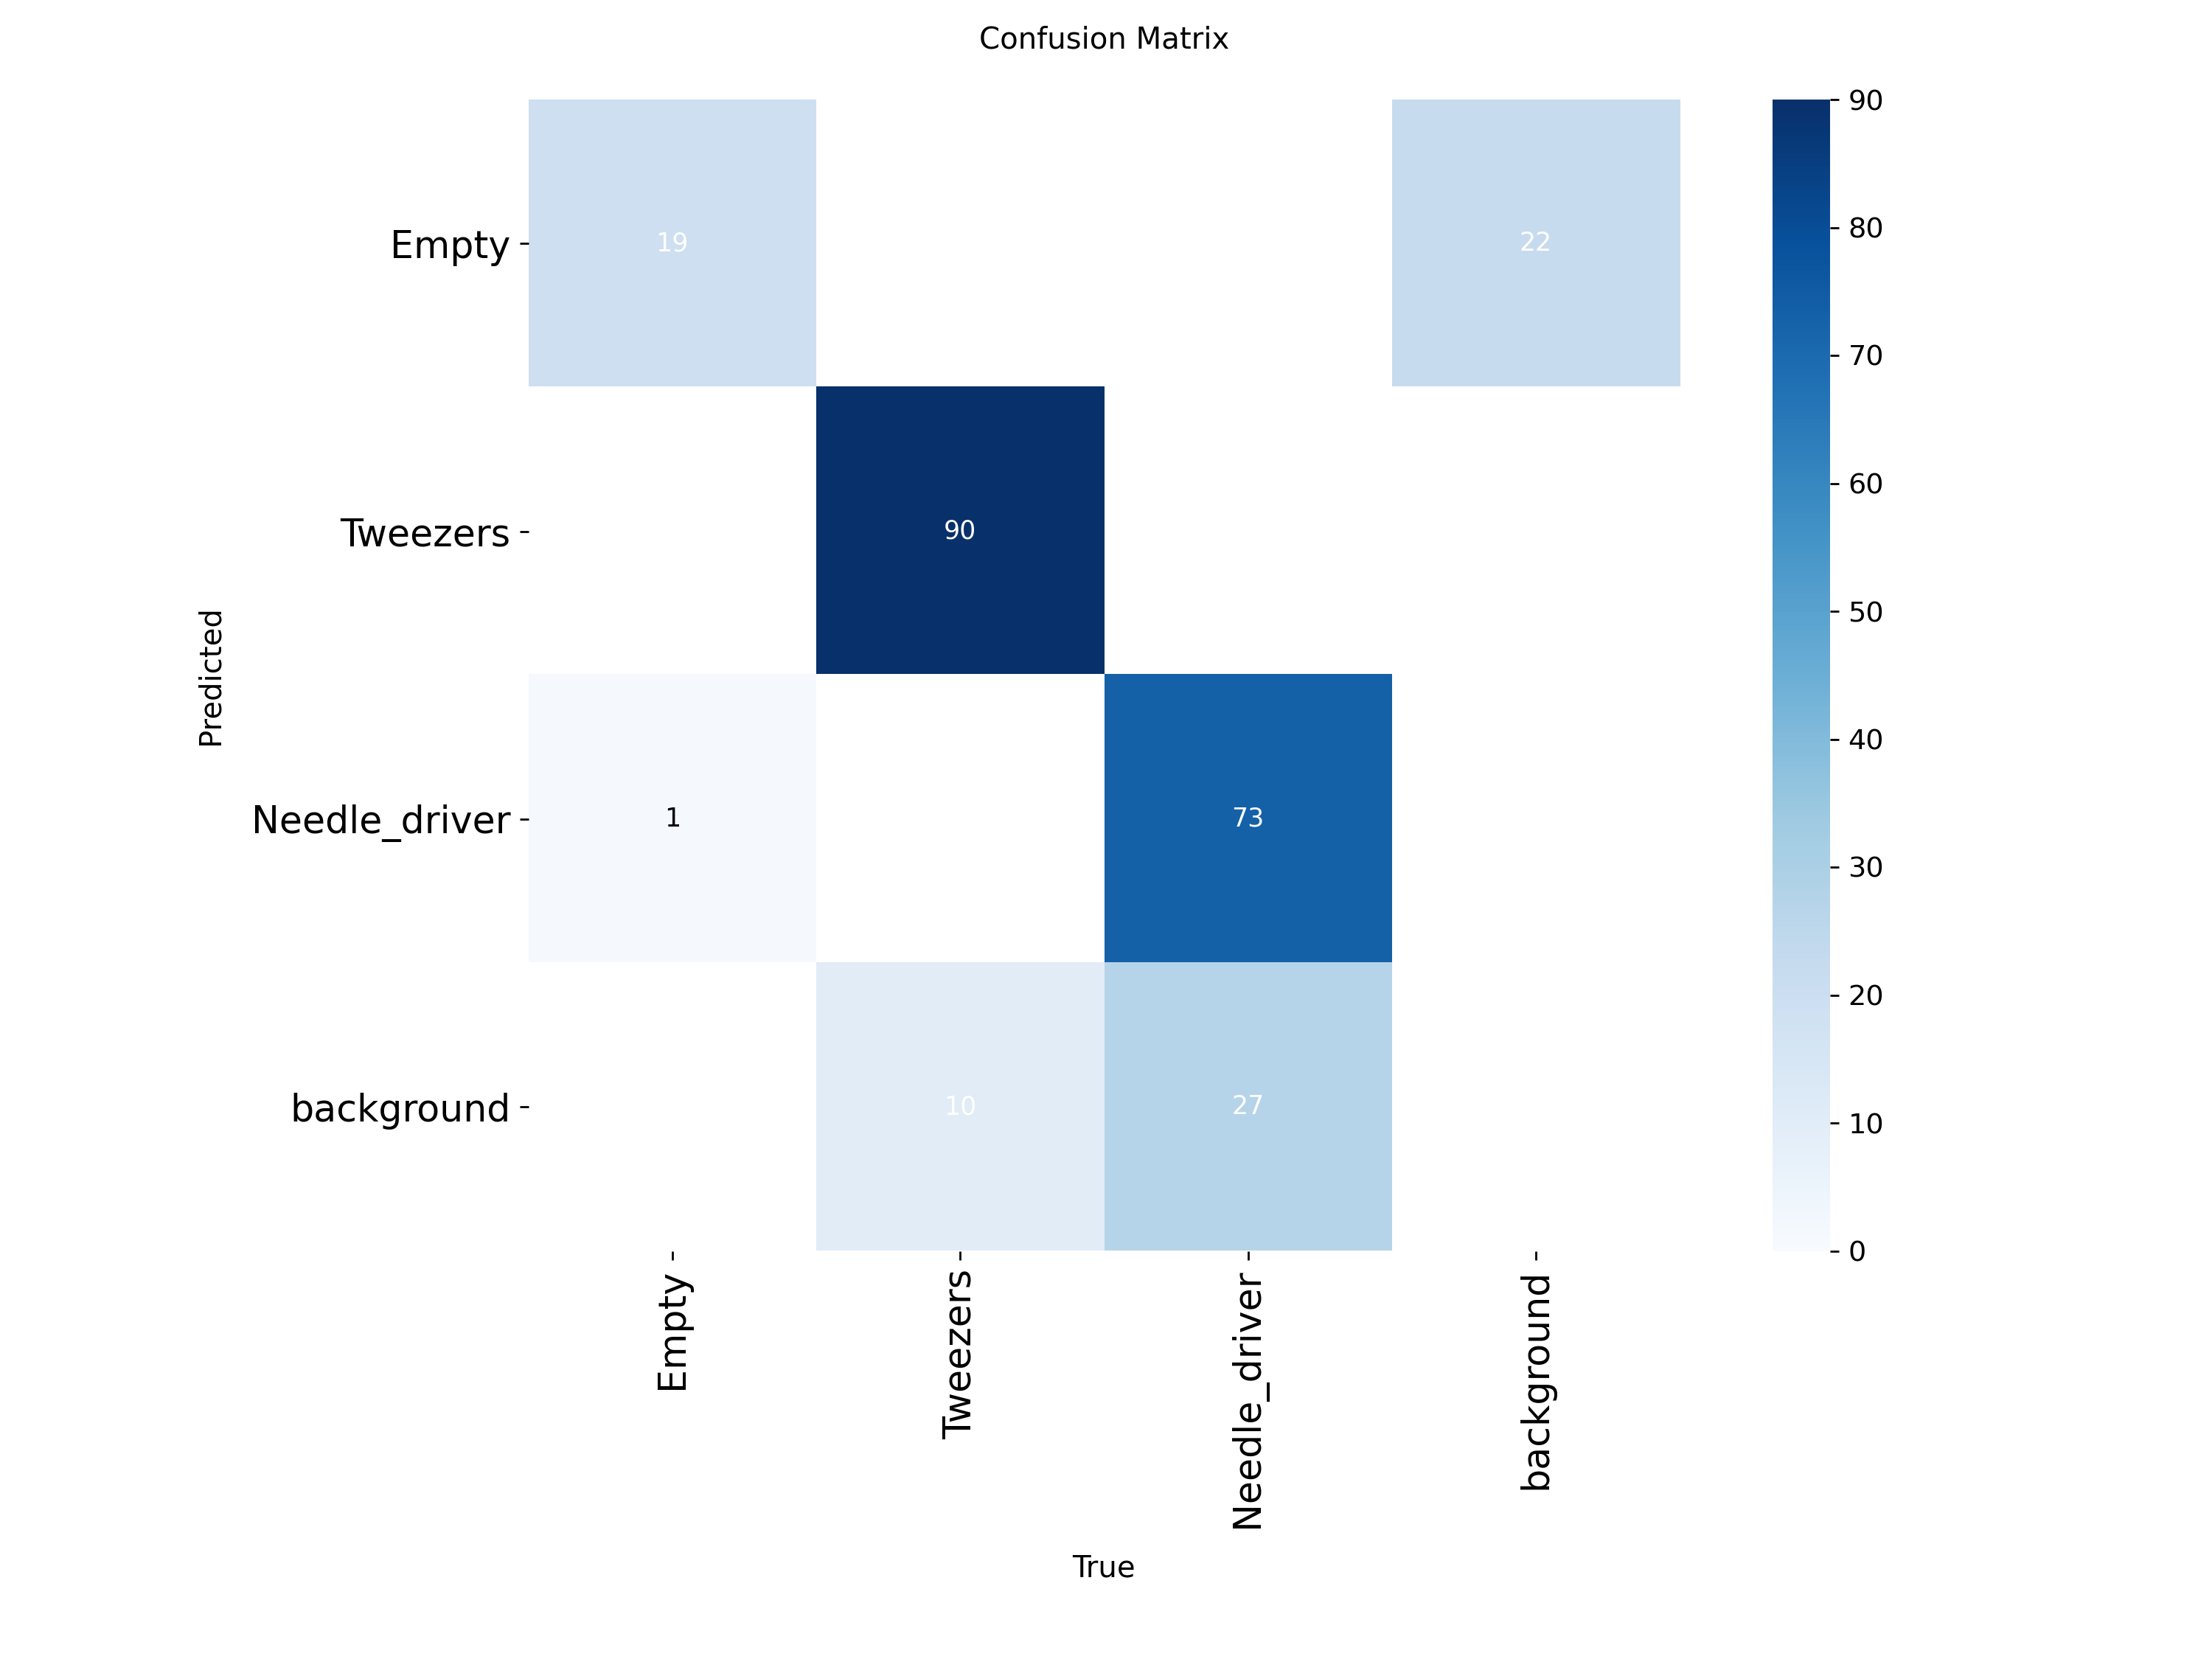 Confusion Matrix
Empty
19
22
90
80
70
60
50
40
30
20
10
0
Tweezers
90
Predicted
Needle_driver
1
73
background
10
27
Empty
Tweezers
Needle_driver
background
True